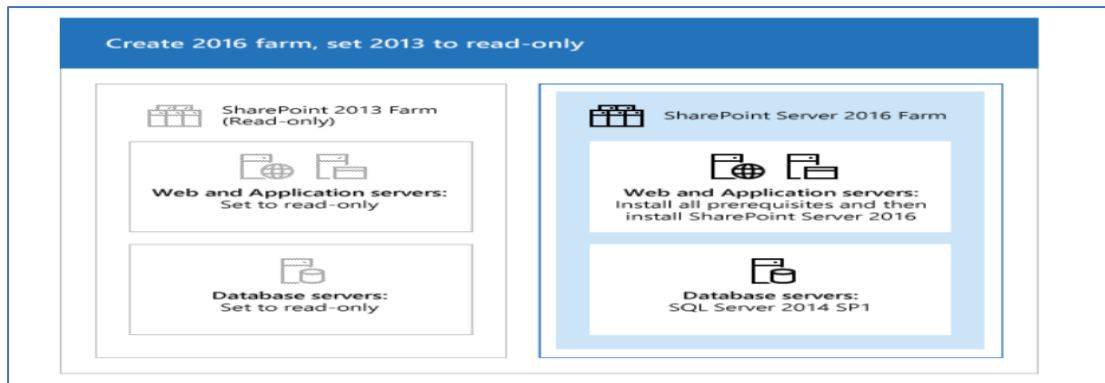 Create 2016 farm, set 2013 to read-only
SharePoint 2013 Farm
(Read-only)
Web and Application servers:
Set to read-only
Database servers:
Set to read-only
SharePoint Server 2016 Farm
Web and Application servers:
Install all prerequisites and then
install SharePoint Server 2016
Database servers:
SQL Server 2014 SP1